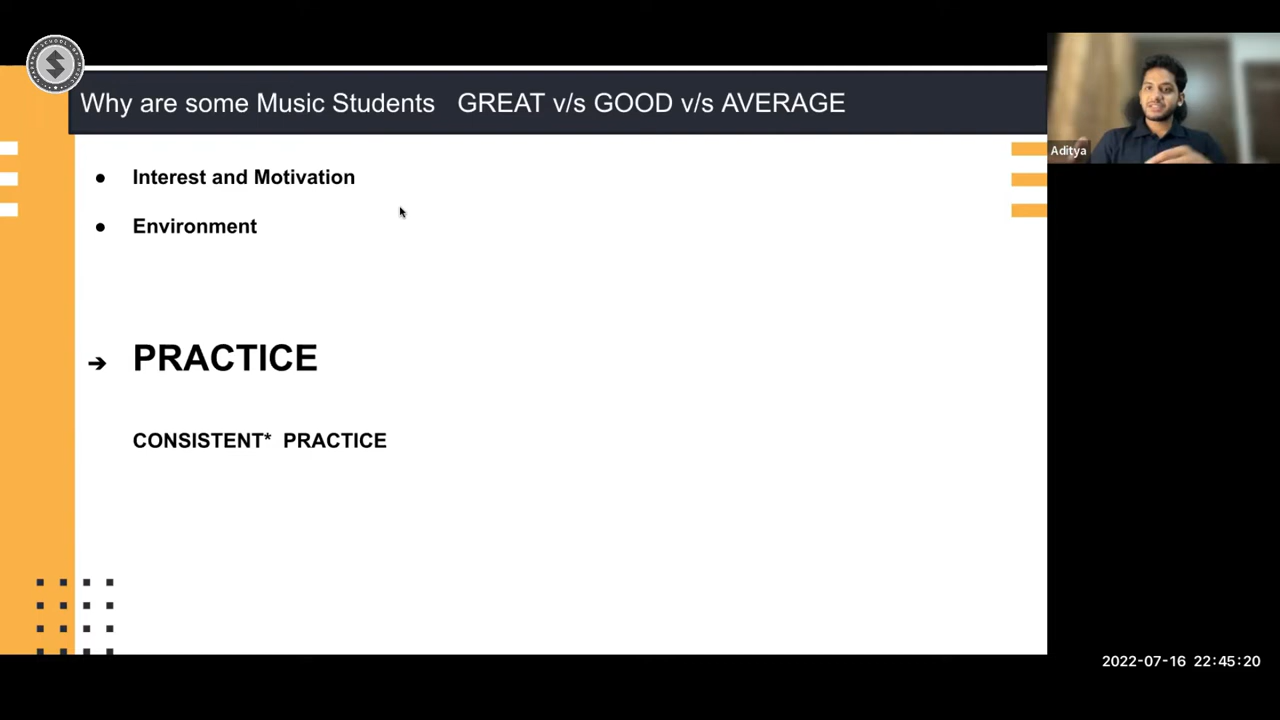 Why are some Music Students GREAT v/s GOOD v/s AVERAGE
Aditya
● Interest and Motivation
● Environment
➔ PRACTICE
CONSISTENT* PRACTICE
2022-07-16 22:45:20